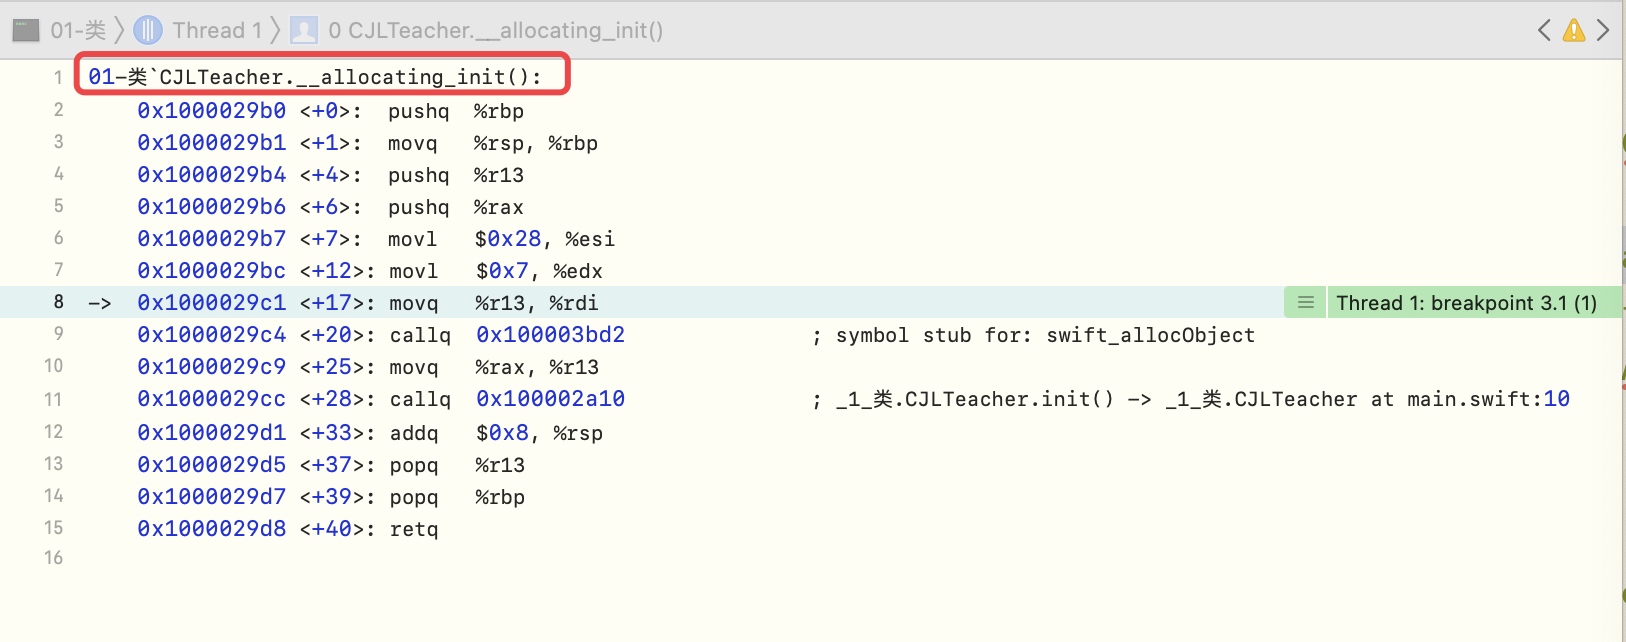 01-类 〉 Thread 1 〉 0 CJLTeacher.__allocating_init()
1 01-类`CJLTeacher.__allocating_init():
2 0x1000029b0 <+0>: pushq %rbp
3 0x1000029b1 <+1>: movq %rsp, %rbp
4 0x1000029b4 <+4>: pushq %r13
5 0x1000029b6 <+6>: pushq %rax
6 0x1000029b7 <+7>: movl $0x28, %esi
7 0x1000029bc <+12>: movl $0x7, %edx
8 -> 0x1000029c1 <+17>: movq %r13, %rdi Thread 1: breakpoint 3.1 (1)
9 0x1000029c4 <+20>: callq 0x100003bd2 ; symbol stub for: swift_allocObject
10 0x1000029c9 <+25>: movq %rax, %r13
11 0x1000029cc <+28>: callq 0x100002a10 ; _1_类.CJLTeacher.init() -> _1_类.CJLTeacher at main.swift:10
12 0x1000029d1 <+33>: addq $0x8, %rsp
13 0x1000029d5 <+37>: popq %r13
14 0x1000029d7 <+39>: popq %rbp
15 0x1000029d8 <+40>: retq
16